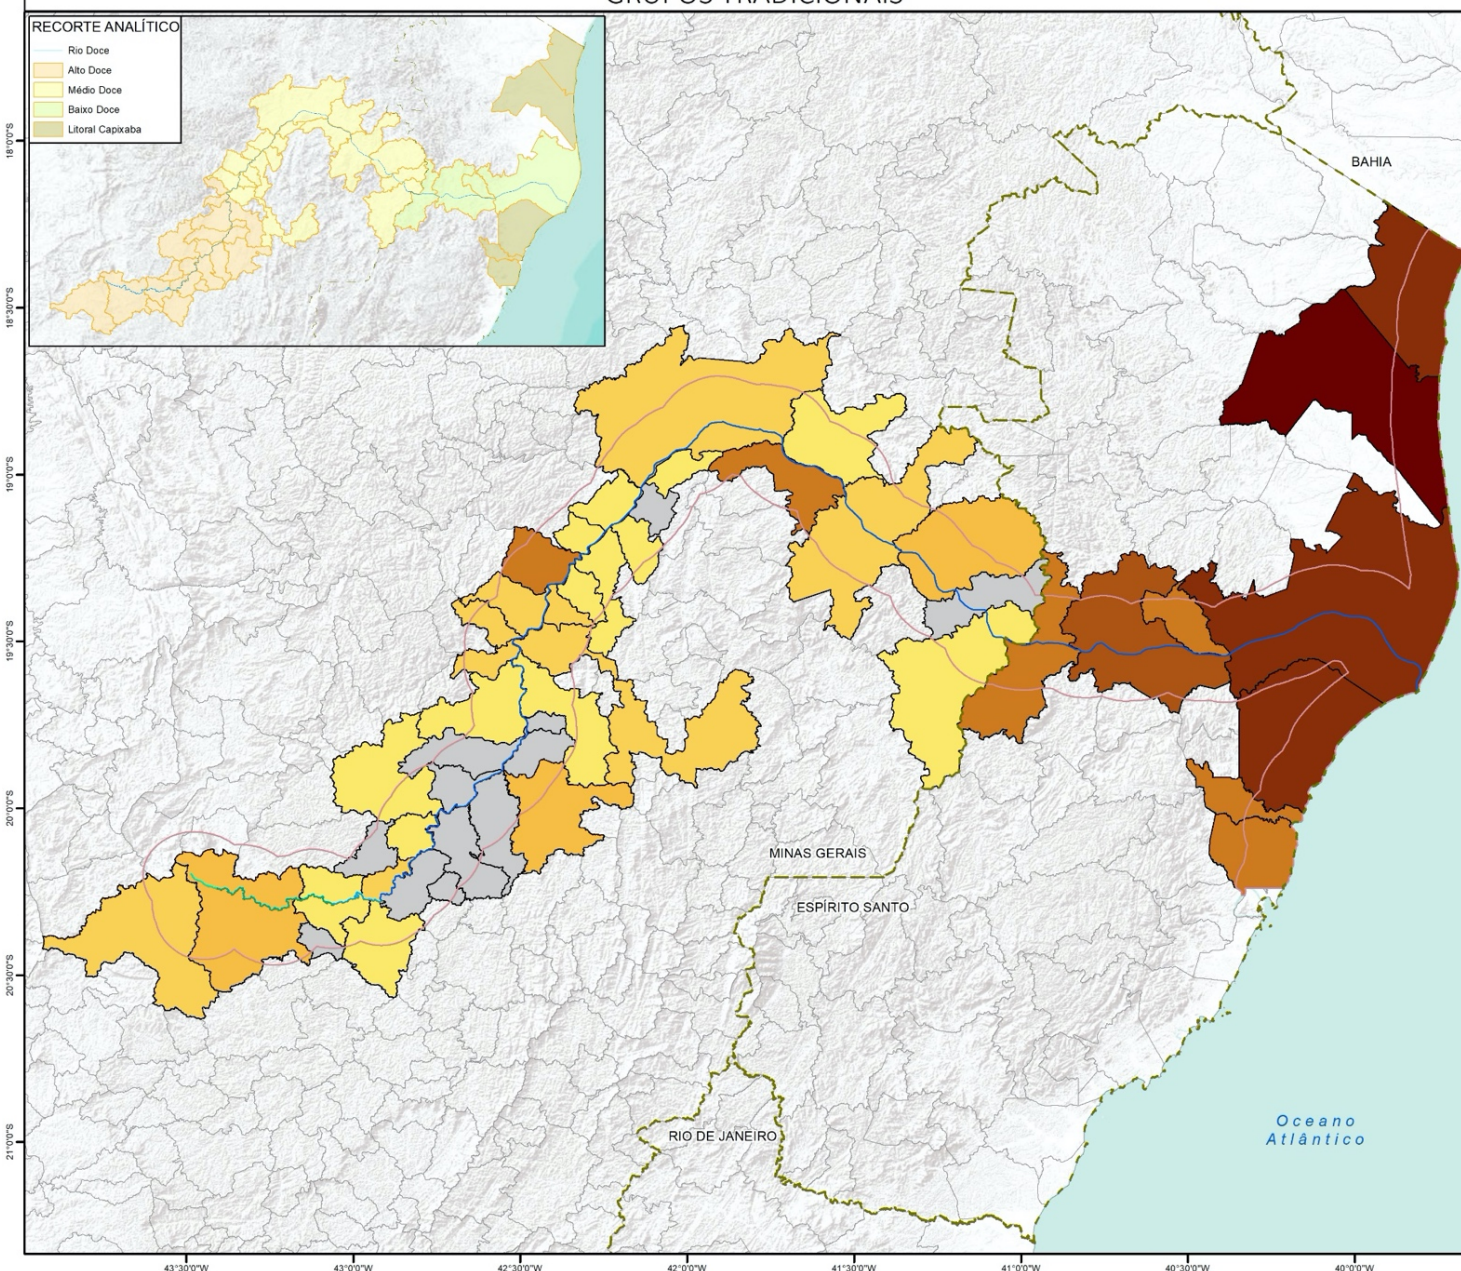 GRUPOS TRADICIONAIS
RECORTE ANALÍTICO
Rio Doce
Alto Doce
Médio Doce
Baixo Doce
Litoral Capixaba
BAHIA
MINAS GERAIS
ESPÍRITO SANTO
RIO DE JANEIRO
Oceano
Atlântico
18°0'0"S
18°30'0"S
19°0'0"S
19°30'0"S
20°0'0"S
20°30'0"S
21°0'0"S
43°30'0"W
43°0'0"W
42°30'0"W
42°0'0"W
41°30'0"W
41°0'0"W
40°30'0"W
40°0'0"W